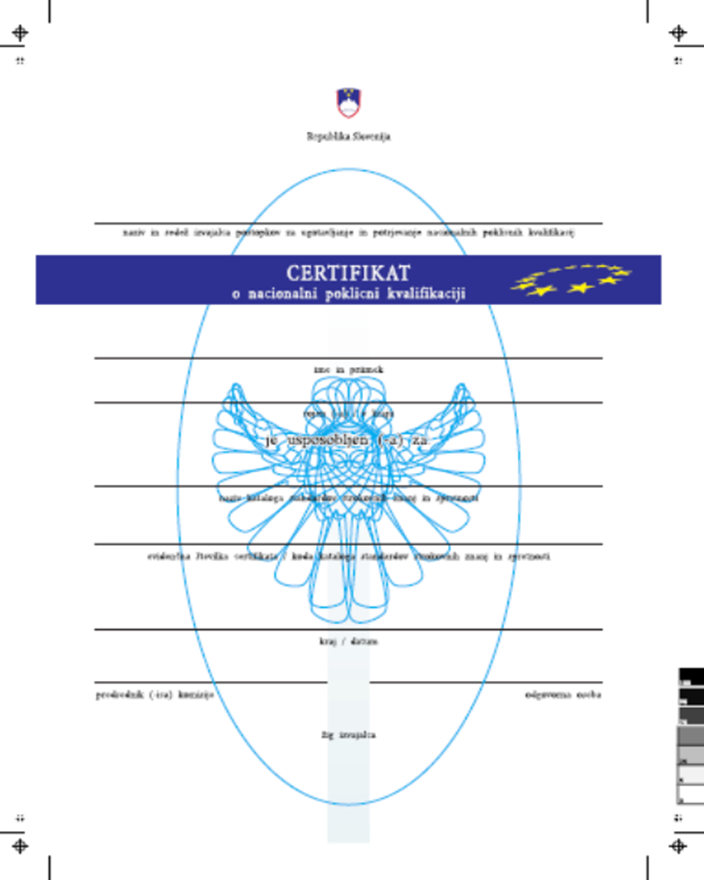 Republika Slovenija
naziv in sedež izvajalca postopkov za ugotavljanje in potrjevanje nacionalnih poklicnih kvalifikacij
CERTIFIKAT
o nacionalni poklicni kvalifikaciji
ime in priimek
rojen (-a) / v kraju
je usposobljen (-a) za
naziv kataloga standardov strokovnih znanj in spretnosti
evidenčna številka certifikata / koda kataloga standardov strokovnih znanj in spretnosti
kraj / datum
predsednik (-ica) komisije
odgovorna oseba
žig izvajalca